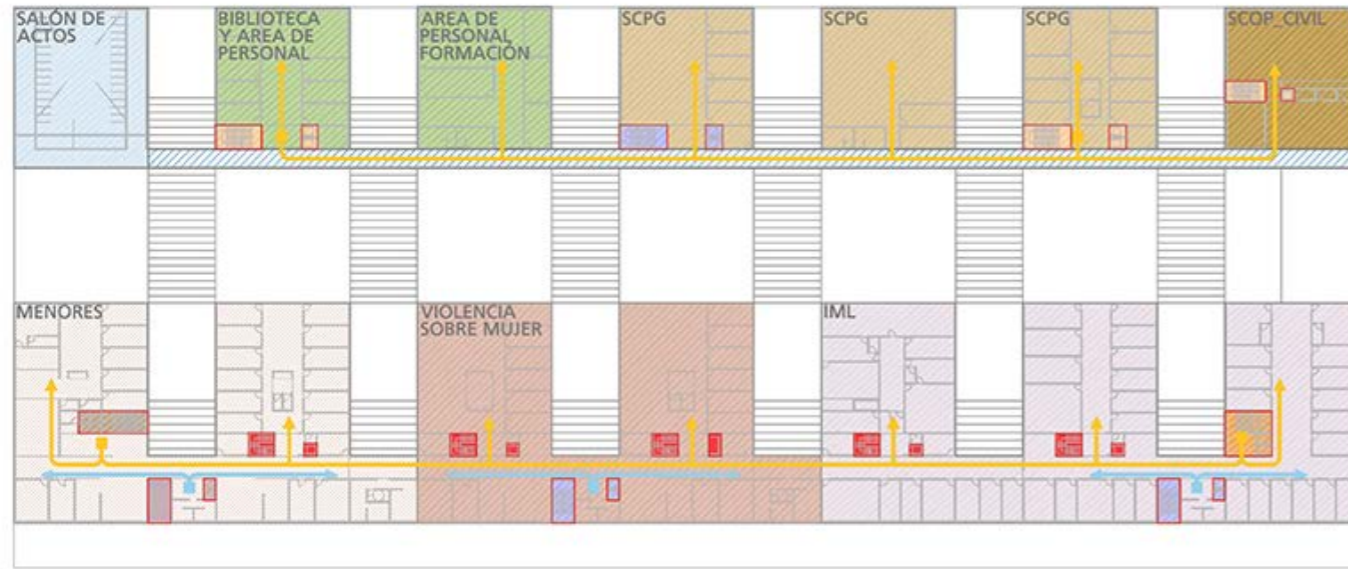 SALÓN DE
ACTOS
BIBLIOTECA
Y AREA DE
PERSONAL
AREA DE
PERSONAL
FORMACIÓN
SCPG
SCPG
SCPG
SCOP_CIVIL
MENORES
VIOLENCIA
SOBRE MUJER
IML